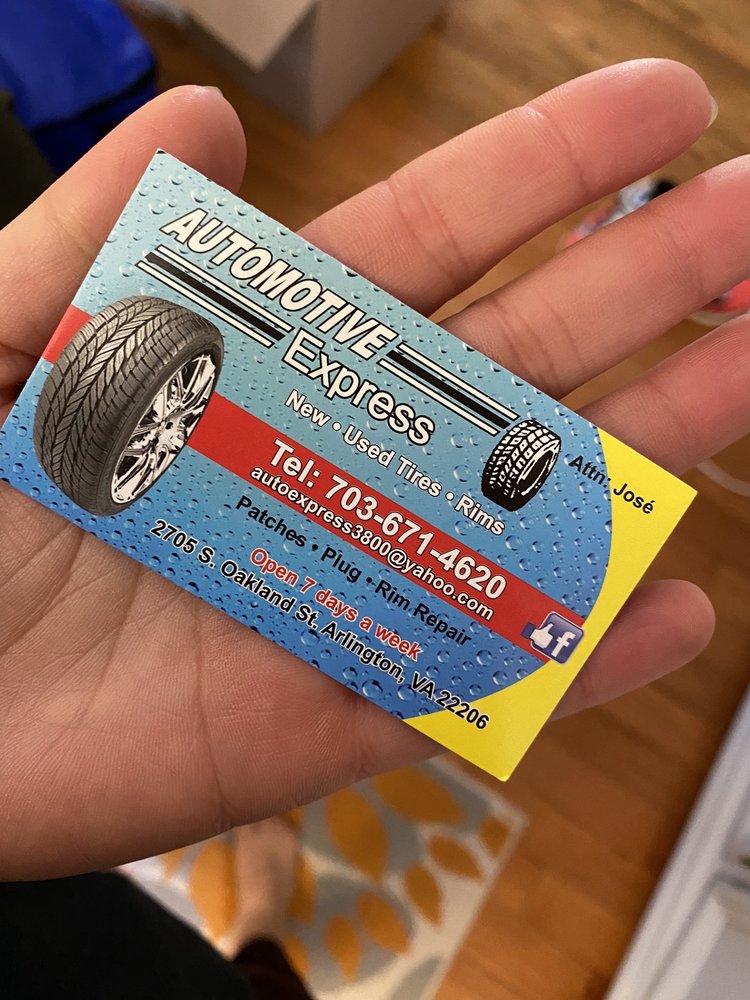 AUTOMOTIVE
Express
New • Used Tires • Rims
Attn: José
Tel: 703-671-4620
autoexpress3800@yahoo.com
Patches • Plug • Rim Repair
Open 7 days a week
2705 S. Oakland St. Arlington, VA 22206
f